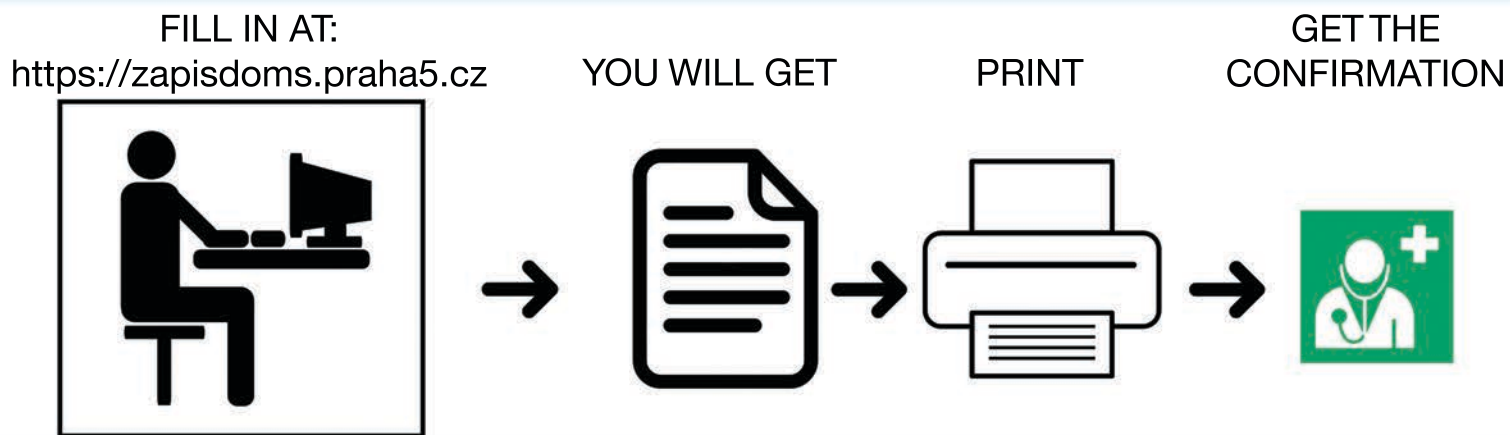 FILL IN AT:
https://zapisdoms.praha5.cz
YOU WILL GET
PRINT
GET THE
CONFIRMATION